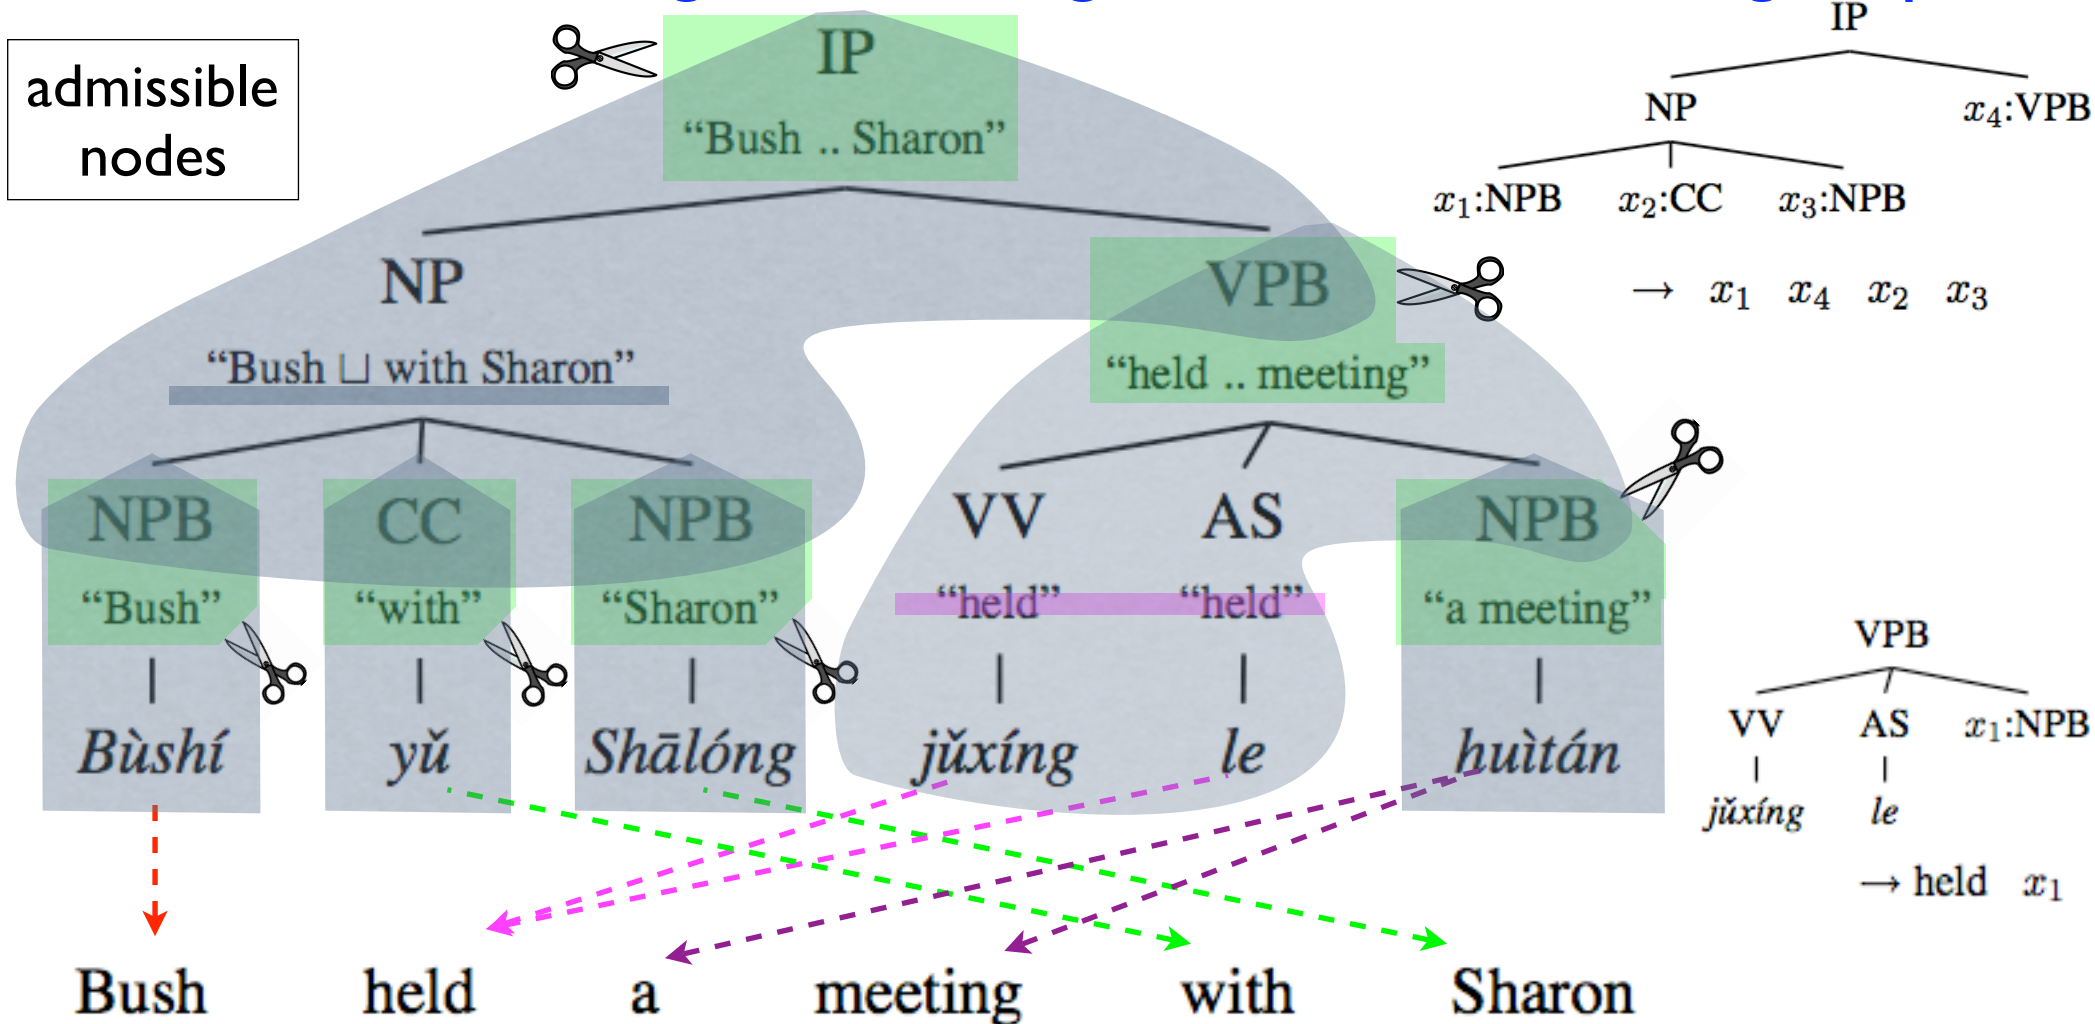 admissible
nodes
IP
“Bush .. Sharon”
NP
VPB
“Bush ⊔ with Sharon”
“held .. meeting”
NPB CC NPB VV AS NPB
“Bush” “with” “Sharon” “held” “held” “a meeting”
Bùshí yǔ Shālóng jǔxíng le huìtán
Bush held a meeting with Sharon
IP
NP x₄:VPB
x₁:NPB x₂:CC x₃:NPB
→ x₁ x₄ x₂ x₃
VPB
VV AS x₁:NPB
jǔxíng le
→ held x₁